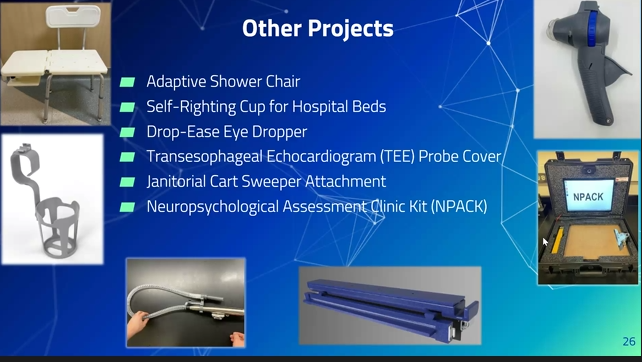 Other Projects
Adaptive Shower Chair
Self-Righting Cup for Hospital Beds
Drop-Ease Eye Dropper
Transesophageal Echocardiogram (TEE) Probe Cover
Janitorial Cart Sweeper Attachment
Neuropsychological Assessment Clinic Kit (NPACK)
NPACK
26